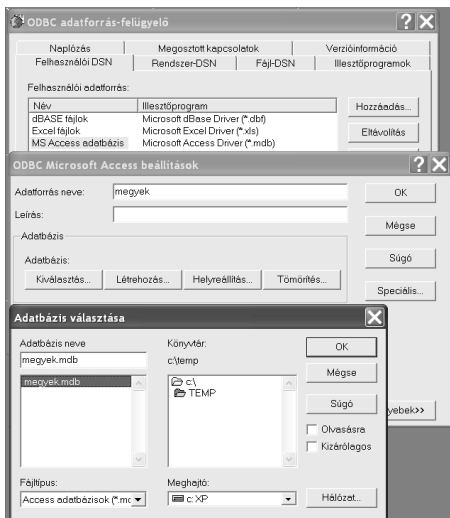 ODBC adatforrás-felügyelő
Naplózás Megosztott kapcsolatok Verzióinformáció
Felhasználói DSN Rendszer-DSN Fájl-DSN Illesztőprogramok
Felhasználói adatforrás:
Név Illesztőprogram Hozzáadás...
dBASE fájlok Microsoft dBase Driver (*.dbf)
Excel fájlok Microsoft Excel Driver (*.xls) Eltávolítás
MS Access adatbázis Microsoft Access Driver (*.mdb)
ODBC Microsoft Access beállítások
Adatforrás neve: megyek OK
Leírás:
Mégse
Adatbázis
Adatbázis: Súgó
Kiválasztás... Létrehozás... Helyreállítás... Tömörítés...
Speciális...
Adatbázis választása
Adatbázis neve Könyvtár: OK
megyek.mdb c:\temp
Mégse
megyek.mdb c:\
TEMP
Súgó
yebek>>
Olvasásra
Kizárólagos
Fájltípus: Meghajtó:
Access adatbázisok (*.mc c: XP Hálózat...